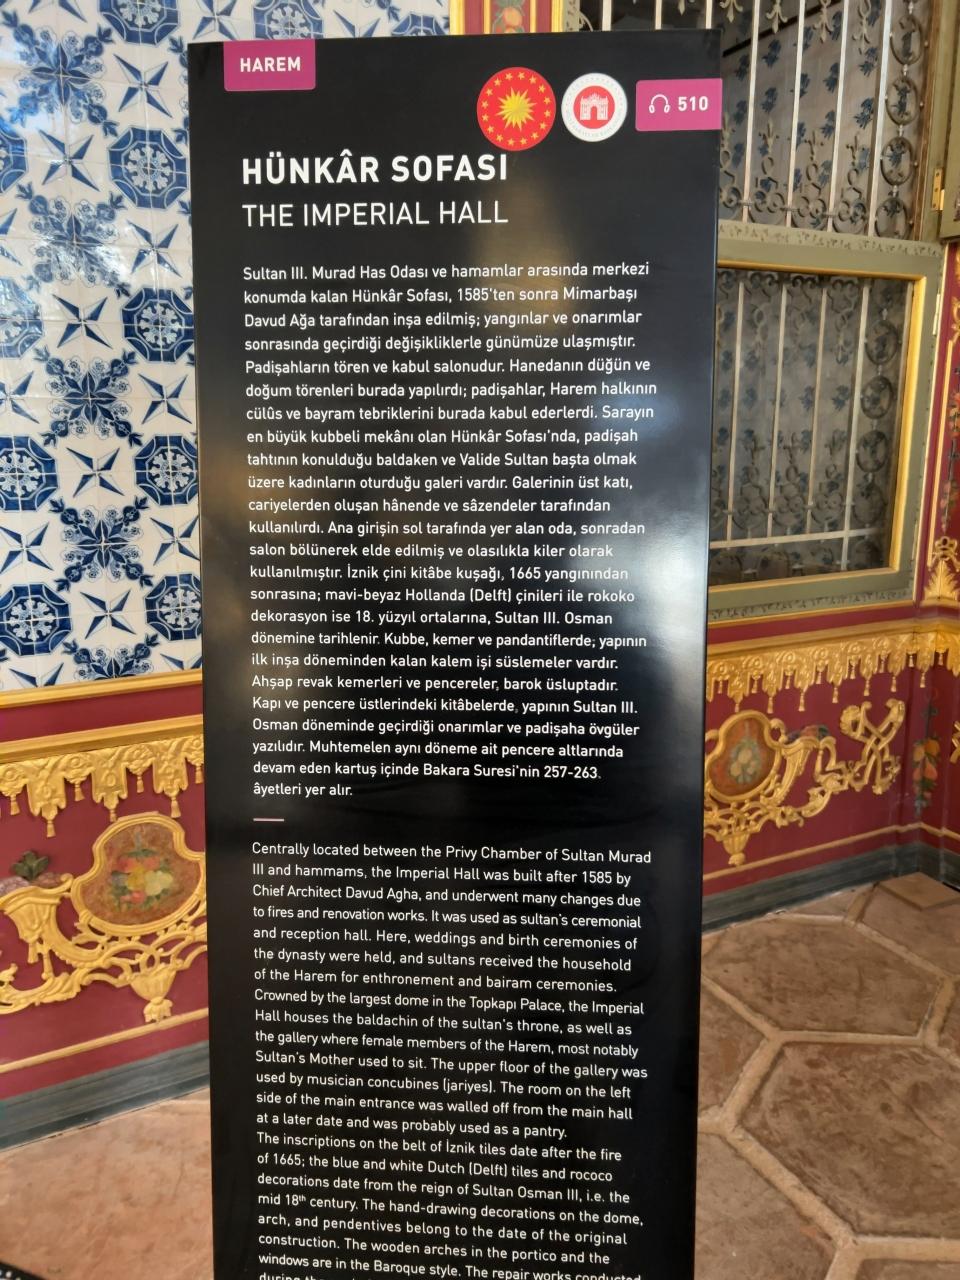 HAREM
510
HÜNKÂR SOFASI
THE IMPERIAL HALL
Sultan III. Murad Has Odası ve hamamlar arasında merkezi
konumda kalan Hünkâr Sofası, 1585'ten sonra Mimarbaşı
Davud Ağa tarafından inşa edilmiş; yangınlar ve onarımlar
sonrasında geçirdiği değişikliklerle günümüze ulaşmıştır.
Padişahların tören ve kabul salonudur. Hanedanın düğün ve
doğum törenleri burada yapılırdı; padişahlar, Harem halkının
cülûs ve bayram tebriklerini burada kabul ederlerdi. Sarayın
en büyük kubbeli mekânı olan Hünkâr Sofası'nda, padişah
tahtının konulduğu baldaken ve Valide Sultan başta olmak
üzere kadınların oturduğu galeri vardır. Galerinin üst katı,
cariyelerden oluşan hânende ve sâzendeler tarafından
kullanılırdı. Ana girişin sol tarafında yer alan oda, sonradan
salon bölünerek elde edilmiş ve olasılıkla kiler olarak
kullanılmıştır. İznik çini kitâbe kuşağı, 1665 yangınından
sonrasına; mavi-beyaz Hollanda (Delft) çinileri ile rokoko
dekorasyon ise 18. yüzyıl ortalarına, Sultan III. Osman
dönemine tarihlenir. Kubbe, kemer ve pandantiflerde; yapının
ilk inşa döneminden kalan kalem işi süslemeler vardır.
Ahşap revak kemerleri ve pencereler, barok üsluptadır.
Kapı ve pencere üstlerindeki kitâbelerde, yapının Sultan III.
Osman döneminde geçirdiği onarımlar ve padişaha övgüler
yazılıdır. Muhtemelen aynı döneme ait pencere altlarında
devam eden kartuş içinde Bakara Suresi'nin 257-263.
âyetleri yer alır.
Centrally located between the Privy Chamber of Sultan Murad
III and hammams, the Imperial Hall was built after 1585 by
Chief Architect Davud Agha, and underwent many changes due
to fires and renovation works. It was used as sultan's ceremonial
and reception hall. Here, weddings and birth ceremonies of
the dynasty were held, and sultans received the household
of the Harem for enthronement and bairam ceremonies.
Crowned by the largest dome in the Topkapı Palace, the Imperial
Hall houses the baldachin of the sultan's throne, as well as
the gallery where female members of the Harem, most notably
Sultan's Mother used to sit. The upper floor of the gallery was
used by musician concubines (jariyes). The room on the left
side of the main entrance was walled off from the main hall
at a later date and was probably used as a pantry.
The inscriptions on the belt of İznik tiles date after the fire
of 1665; the blue and white Dutch (Delft) tiles and rococo
decorations date from the reign of Sultan Osman III, i.e. the
mid 18th century. The hand-drawing decorations on the dome,
arch, and pendentives belong to the date of the original
construction. The wooden arches in the portico and the
windows are in the Baroque style. The repair works conducted
during